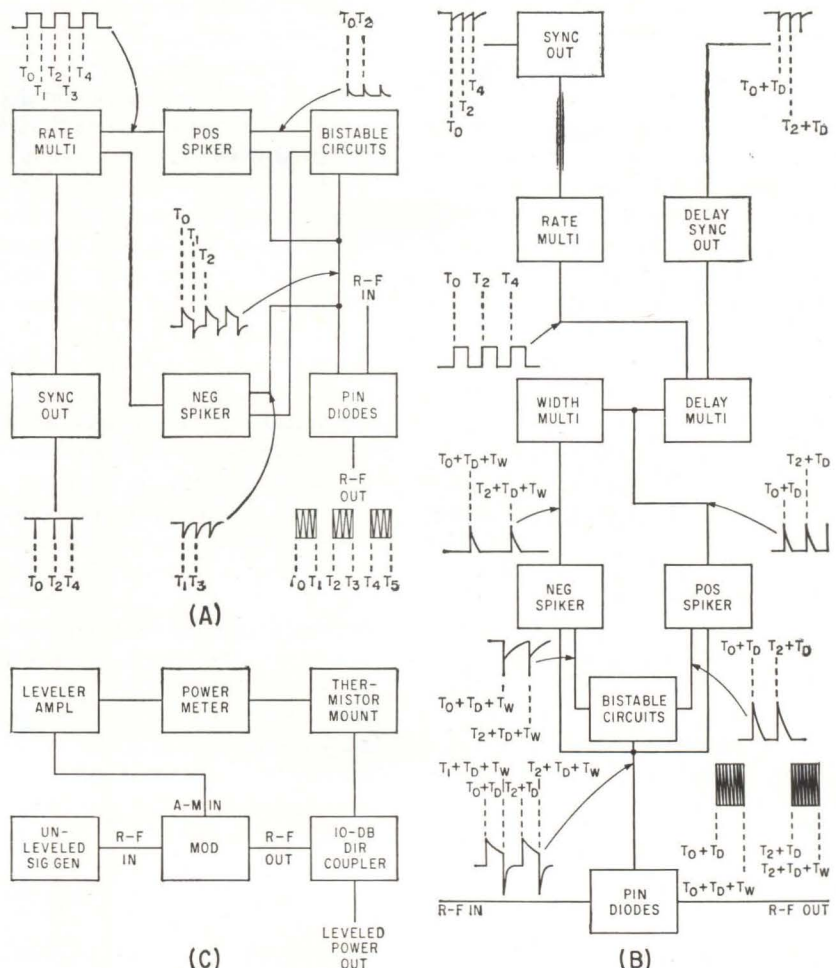 T0 T2 T4
T1 T3
RATE
MULTI
POS
SPIKER
T0 T2
BISTABLE
CIRCUITS
T0
T1
T2
R-F
IN
SYNC
OUT
NEG
SPIKER
PIN
DIODES
R-F
OUT
T0 T2 T4
T1 T3
T0 T1 T2 T3 T4 T5
(A)
LEVELER
AMPL
POWER
METER
THER-
MISTOR
MOUNT
A-M IN
UN-
LEVELED
SIG GEN
R-F
IN
MOD
R-F
OUT
10-DB
DIR
COUPLER
LEVELED
POWER
OUT
(C)
T4
T2
T0
SYNC
OUT
T0+TD
T2+TD
RATE
MULTI
DELAY
SYNC
OUT
T0 T2 T4
WIDTH
MULTI
DELAY
MULTI
T0+TD+TW
T2+TD+TW
T2+TD
T0+TD
NEG
SPIKER
POS
SPIKER
T0+TD+TW
T2+TD+TW
BISTABLE
CIRCUITS
T0+TD T2+TD
T1+TD+TW T2+TD+TW
T0+TD T2+TD
T0+TD T2+TD
T2+TD+TW
T0+TD+TW
R-F IN
PIN
DIODES
R-F OUT
(B)